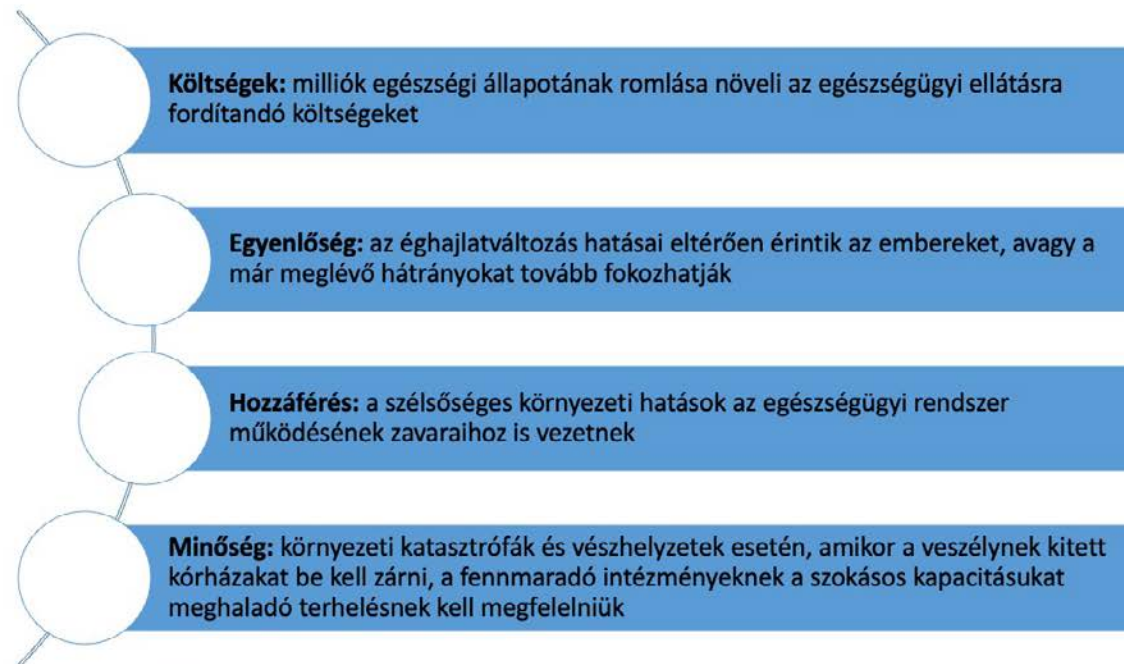 Költségek: milliók egészségi állapotának romlása növeli az egészségügyi ellátásra
fordítandó költségeket
Egyenlőség: az éghajlatváltozás hatásai eltérően érintik az embereket, avagy a
már meglévő hátrányokat tovább fokozhatják
Hozzáférés: a szélsőséges környezeti hatások az egészségügyi rendszer
működésének zavaraihoz is vezetnek
Minőség: környezeti katasztrófák és vészhelyzetek esetén, amikor a veszélynek kitett
kórházakat be kell zárni, a fennmaradó intézményeknek a szokásos kapacitásukat
meghaladó terhelésnek kell megfelelniük